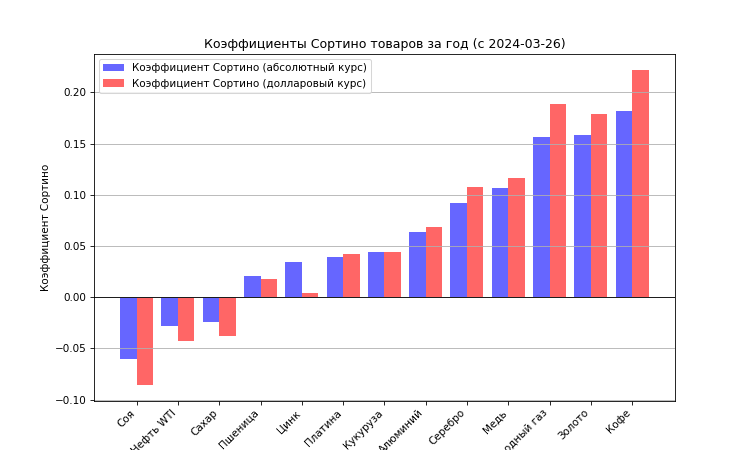 Коэффициенты Сортино товаров за год (с 2024-03-26)
Коэффициент Сортино (абсолютный курс)
Коэффициент Сортино (долларовый курс)
Коэффициент Сортино
0.20
0.15
0.10
0.05
0.00
−0.05
−0.10
Соя
Нефть WTI
Сахар
Пшеница
Цинк
Платина
Кукуруза
Алюминий
Серебро
Медь
одный газ
Золото
Кофе